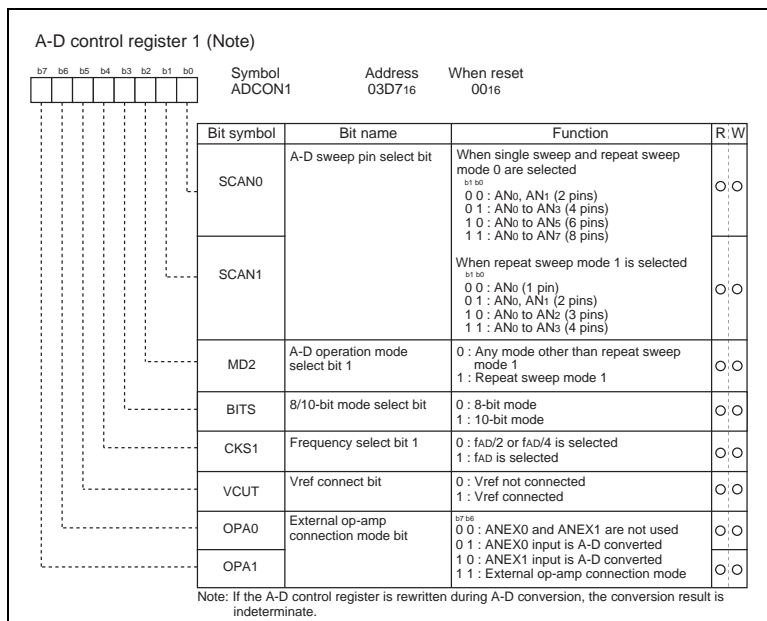 A-D control register 1 (Note)
b7 b6 b5 b4 b3 b2 b1 b0
Symbol Address When reset
ADCON1 03D716 0016
Bit symbol Bit name Function R W
SCAN0 A-D sweep pin select bit When single sweep and repeat sweep
mode 0 are selected
b1 b0
0 0 : AN0, AN1 (2 pins)
0 1 : AN0 to AN3 (4 pins)
1 0 : AN0 to AN5 (6 pins)
1 1 : AN0 to AN7 (8 pins)
SCAN1 When repeat sweep mode 1 is selected
b1 b0
0 0 : AN0 (1 pin)
0 1 : AN0, AN1 (2 pins)
1 0 : AN0 to AN2 (3 pins)
1 1 : AN0 to AN3 (4 pins)
MD2 A-D operation mode
select bit 1
0 : Any mode other than repeat sweep
mode 1
1 : Repeat sweep mode 1
BITS 8/10-bit mode select bit 0 : 8-bit mode
1 : 10-bit mode
CKS1 Frequency select bit 1 0 : fAD/2 or fAD/4 is selected
1 : fAD is selected
VCUT Vref connect bit 0 : Vref not connected
1 : Vref connected
OPA0 External op-amp
connection mode bit
b7 b6
0 0 : ANEX0 and ANEX1 are not used
0 1 : ANEX0 input is A-D converted
OPA1 1 0 : ANEX1 input is A-D converted
1 1 : External op-amp connection mode
Note: If the A-D control register is rewritten during A-D conversion, the conversion result is
indeterminate.